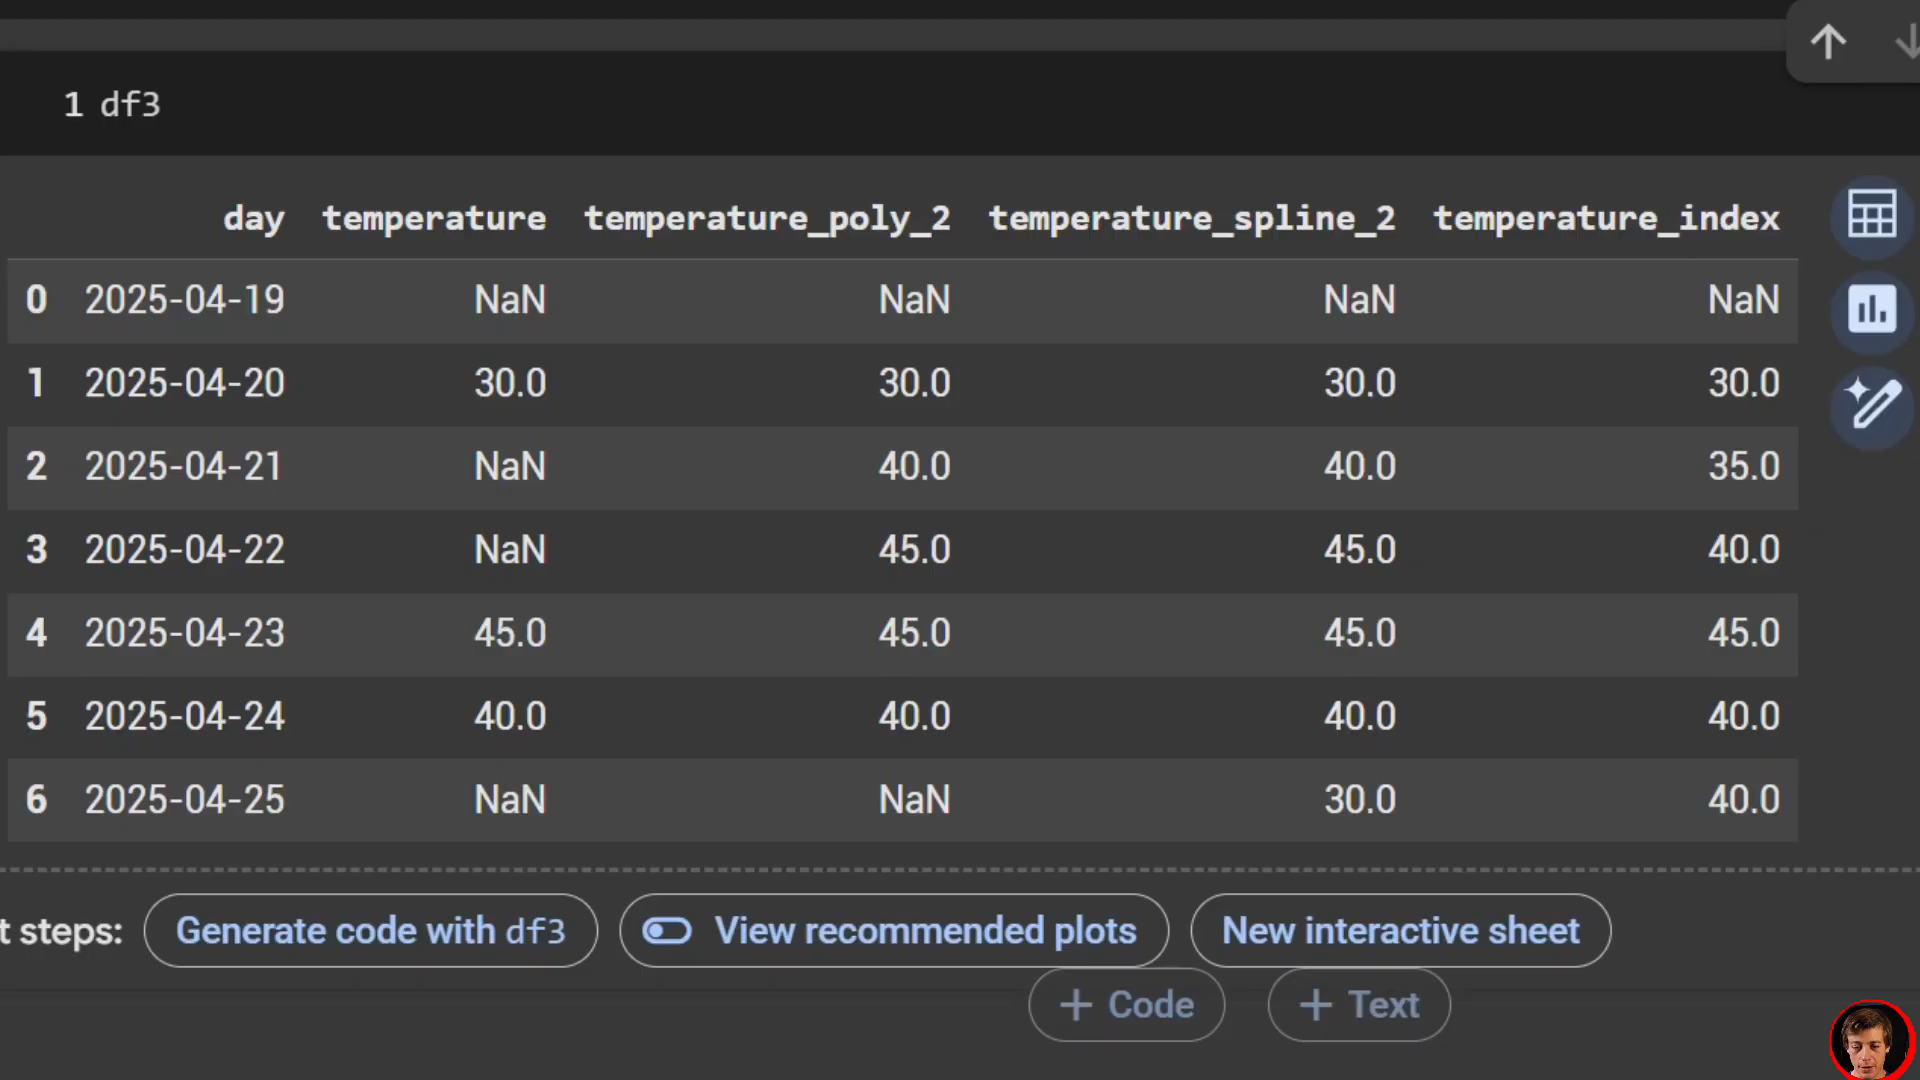 1 df3
day temperature temperature_poly_2 temperature_spline_2 temperature_index
0 2025-04-19 NaN NaN NaN NaN
1 2025-04-20 30.0 30.0 30.0 30.0
2 2025-04-21 NaN 40.0 40.0 35.0
3 2025-04-22 NaN 45.0 45.0 40.0
4 2025-04-23 45.0 45.0 45.0 45.0
5 2025-04-24 40.0 40.0 40.0 40.0
6 2025-04-25 NaN NaN 30.0 40.0
t steps: Generate code with df3 View recommended plots New interactive sheet
+ Code + Text